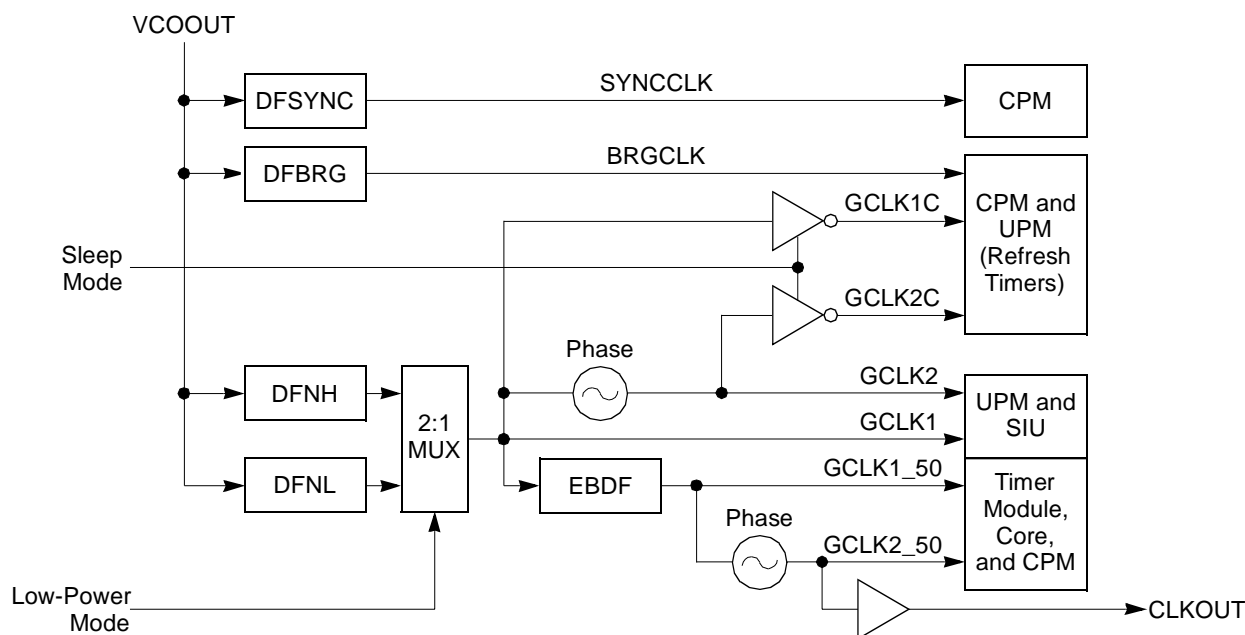 VCOOUT
DFSYNC
SYNCCLK
CPM
DFBRG
BRGCLK
GCLK1C
CPM and
UPM
(Refresh
Timers)
Sleep
Mode
GCLK2C
Phase
DFNH
2:1
MUX
GCLK2
UPM and
SIU
GCLK1
DFNL
EBDF
GCLK1_50
Timer
Module,
Core,
and CPM
Phase
GCLK2_50
Low-Power
Mode
CLKOUT